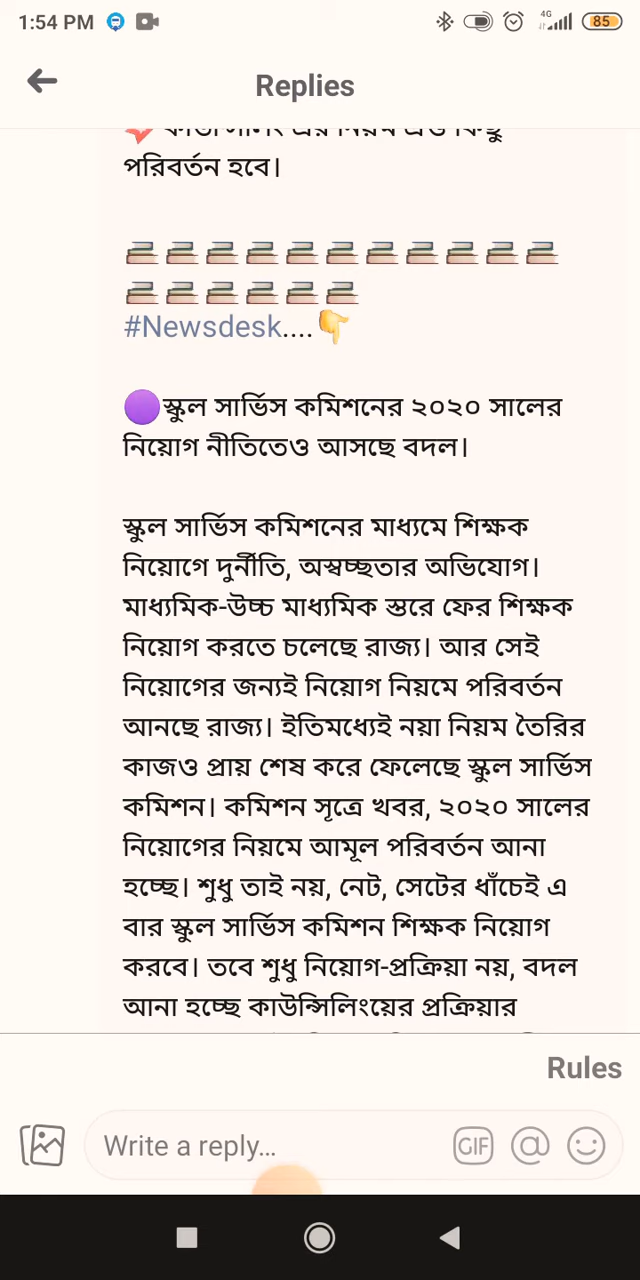 1:54 PM
4G
85
Replies
পরিবর্তন হবে।
#Newsdesk....
স্কুল সার্ভিস কমিশনের ২০২০ সালের
নিয়োগ নীতিতেও আসছে বদল।
স্কুল সার্ভিস কমিশনের মাধ্যমে শিক্ষক
নিয়োগে দুর্নীতি, অস্বচ্ছতার অভিযোগ।
মাধ্যমিক-উচ্চ মাধ্যমিক স্তরে ফের শিক্ষক
নিয়োগ করতে চলেছে রাজ্য। আর সেই
নিয়োগের জন্যই নিয়োগ নিয়মে পরিবর্তন
আনছে রাজ্য। ইতিমধ্যেই নয়া নিয়ম তৈরির
কাজও প্রায় শেষ করে ফেলেছে স্কুল সার্ভিস
কমিশন। কমিশন সূত্রে খবর, ২০২০ সালের
নিয়োগের নিয়মে আমূল পরিবর্তন আনা
হচ্ছে। শুধু তাই নয়, নেট, সেটের ধাঁচেই এ
বার স্কুল সার্ভিস কমিশন শিক্ষক নিয়োগ
করবে। তবে শুধু নিয়োগ-প্রক্রিয়া নয়, বদল
আনা হচ্ছে কাউন্সিলিংয়ের প্রক্রিয়ার
Rules
Write a reply...
GIF
@